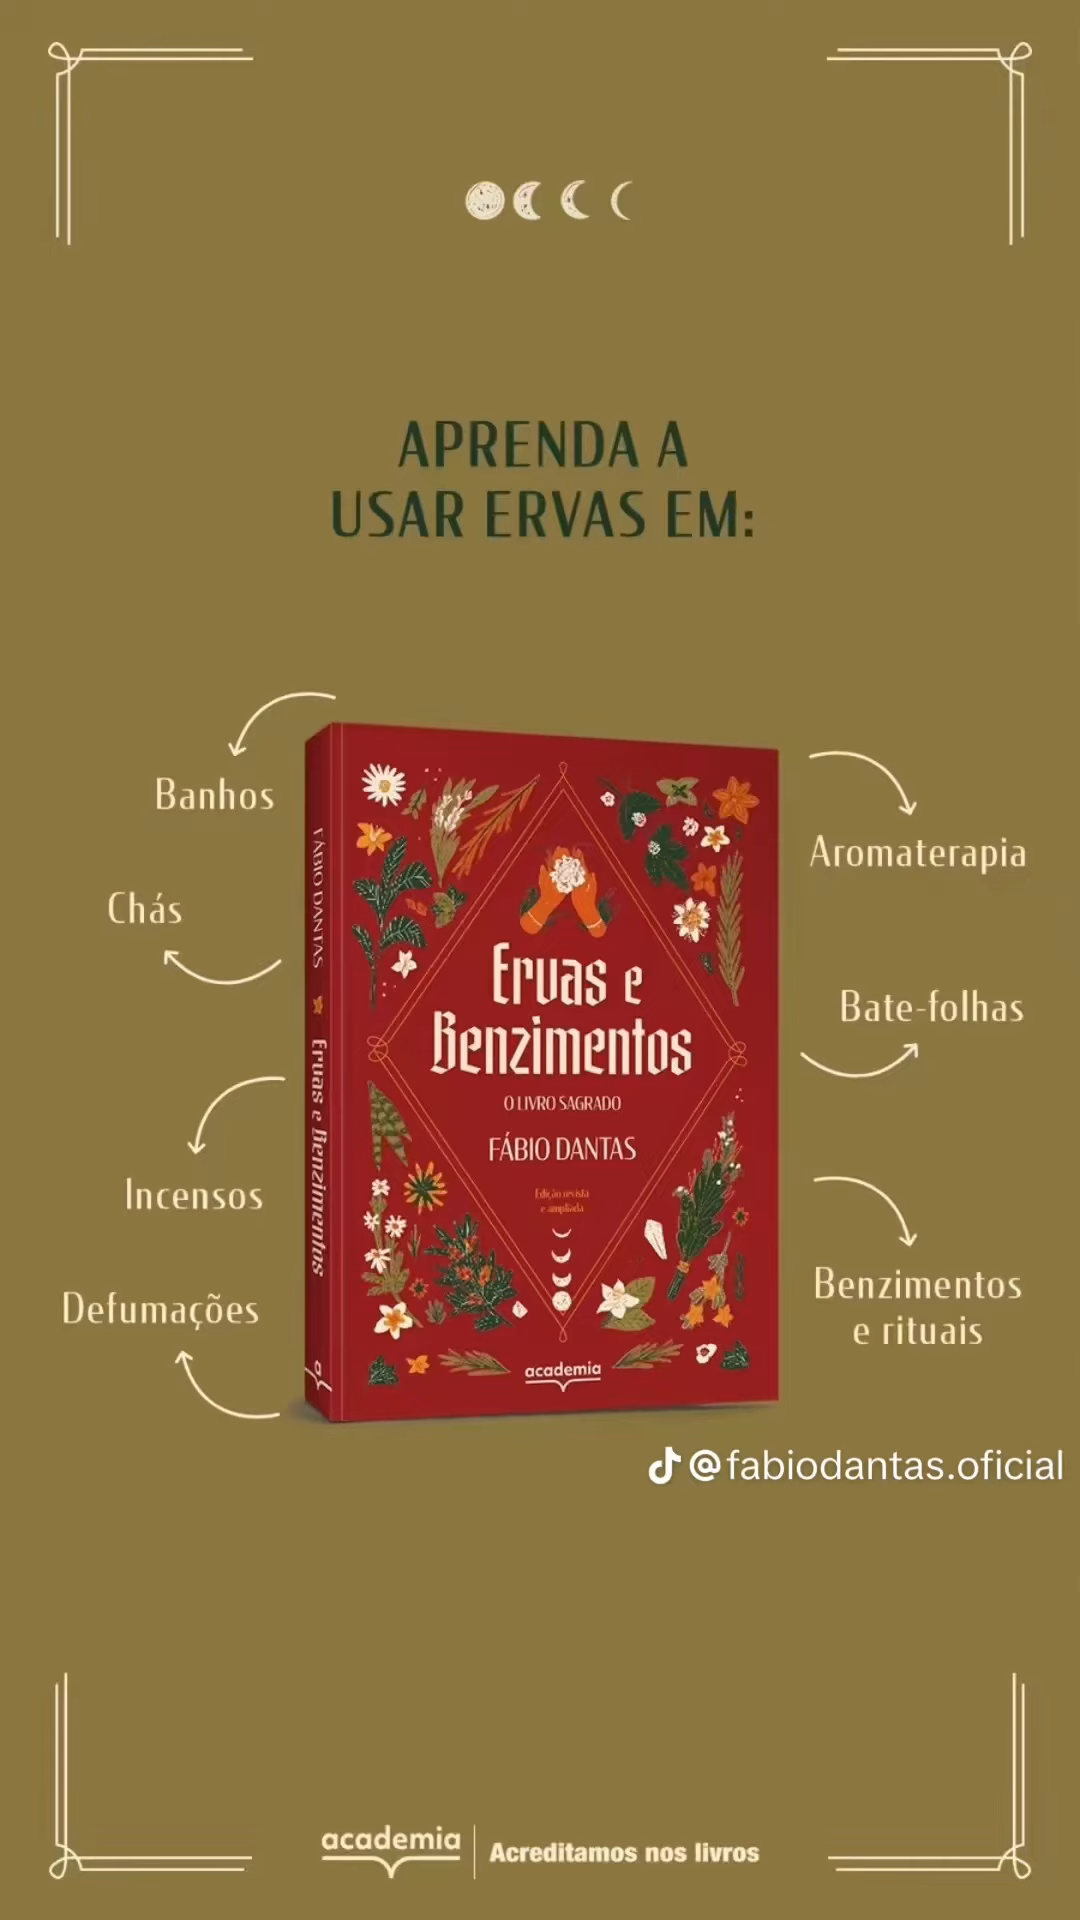 APRENDA A
USAR ERVAS EM:
Banhos
Chás
Incensos
Defumações
FÁBIO DANTAS
Ervas e Benzimentos
a
Ervas e
Benzimentos
O LIVRO SAGRADO
FÁBIO DANTAS
Edição revista
e ampliada
academia
Aromaterapia
Bate-folhas
Benzimentos
e rituais
@fabiodantas.oficial
academia
Acreditamos nos livros